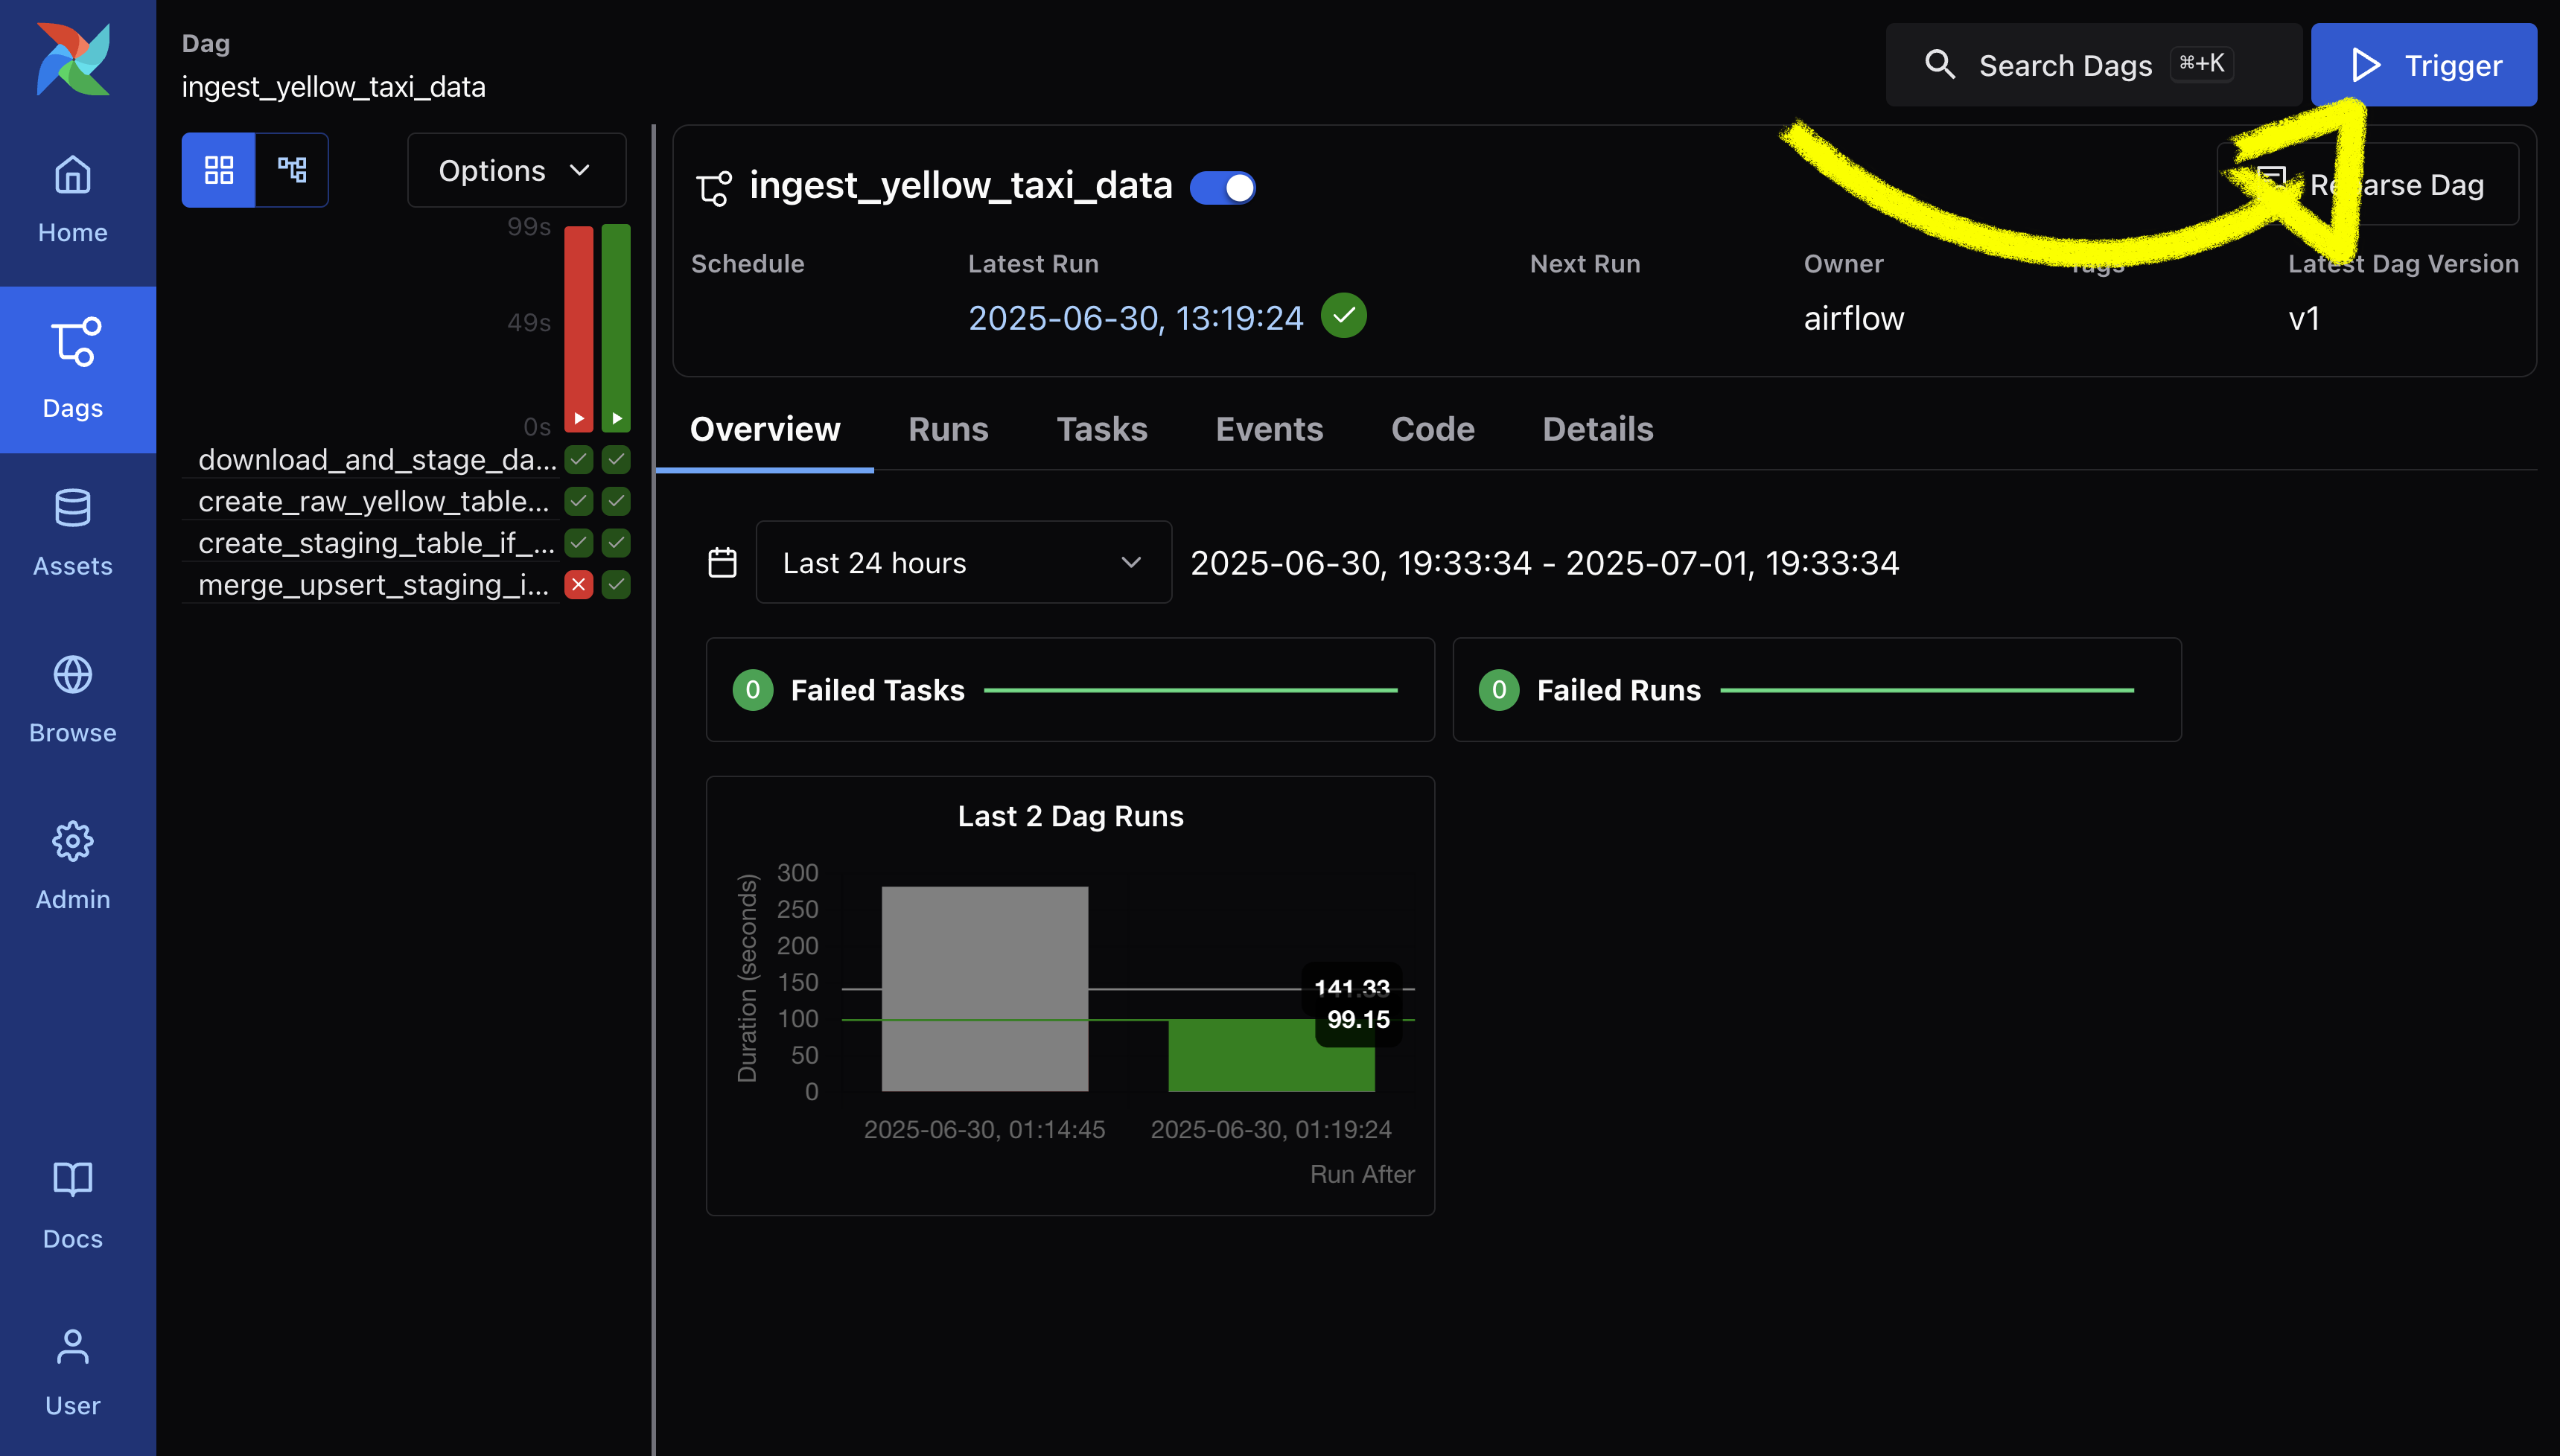 Dag
ingest_yellow_taxi_data
Search Dags ⌘+K
Trigger
Home
Dags
Assets
Browse
Admin
Docs
User
Options
99s
49s
0s
download_and_stage_da...
create_raw_yellow_table...
create_staging_table_if_...
merge_upsert_staging_i...
ingest_yellow_taxi_data
Reparse Dag
Schedule
Latest Run
2025-06-30, 13:19:24
Next Run
Owner
airflow
Tags
Latest Dag Version
v1
Overview
Runs
Tasks
Events
Code
Details
Last 24 hours
2025-06-30, 19:33:34 - 2025-07-01, 19:33:34
0 Failed Tasks
0 Failed Runs
Last 2 Dag Runs
Duration (seconds)
300
250
200
150
100
50
0
141.33
99.15
2025-06-30, 01:14:45
2025-06-30, 01:19:24
Run After